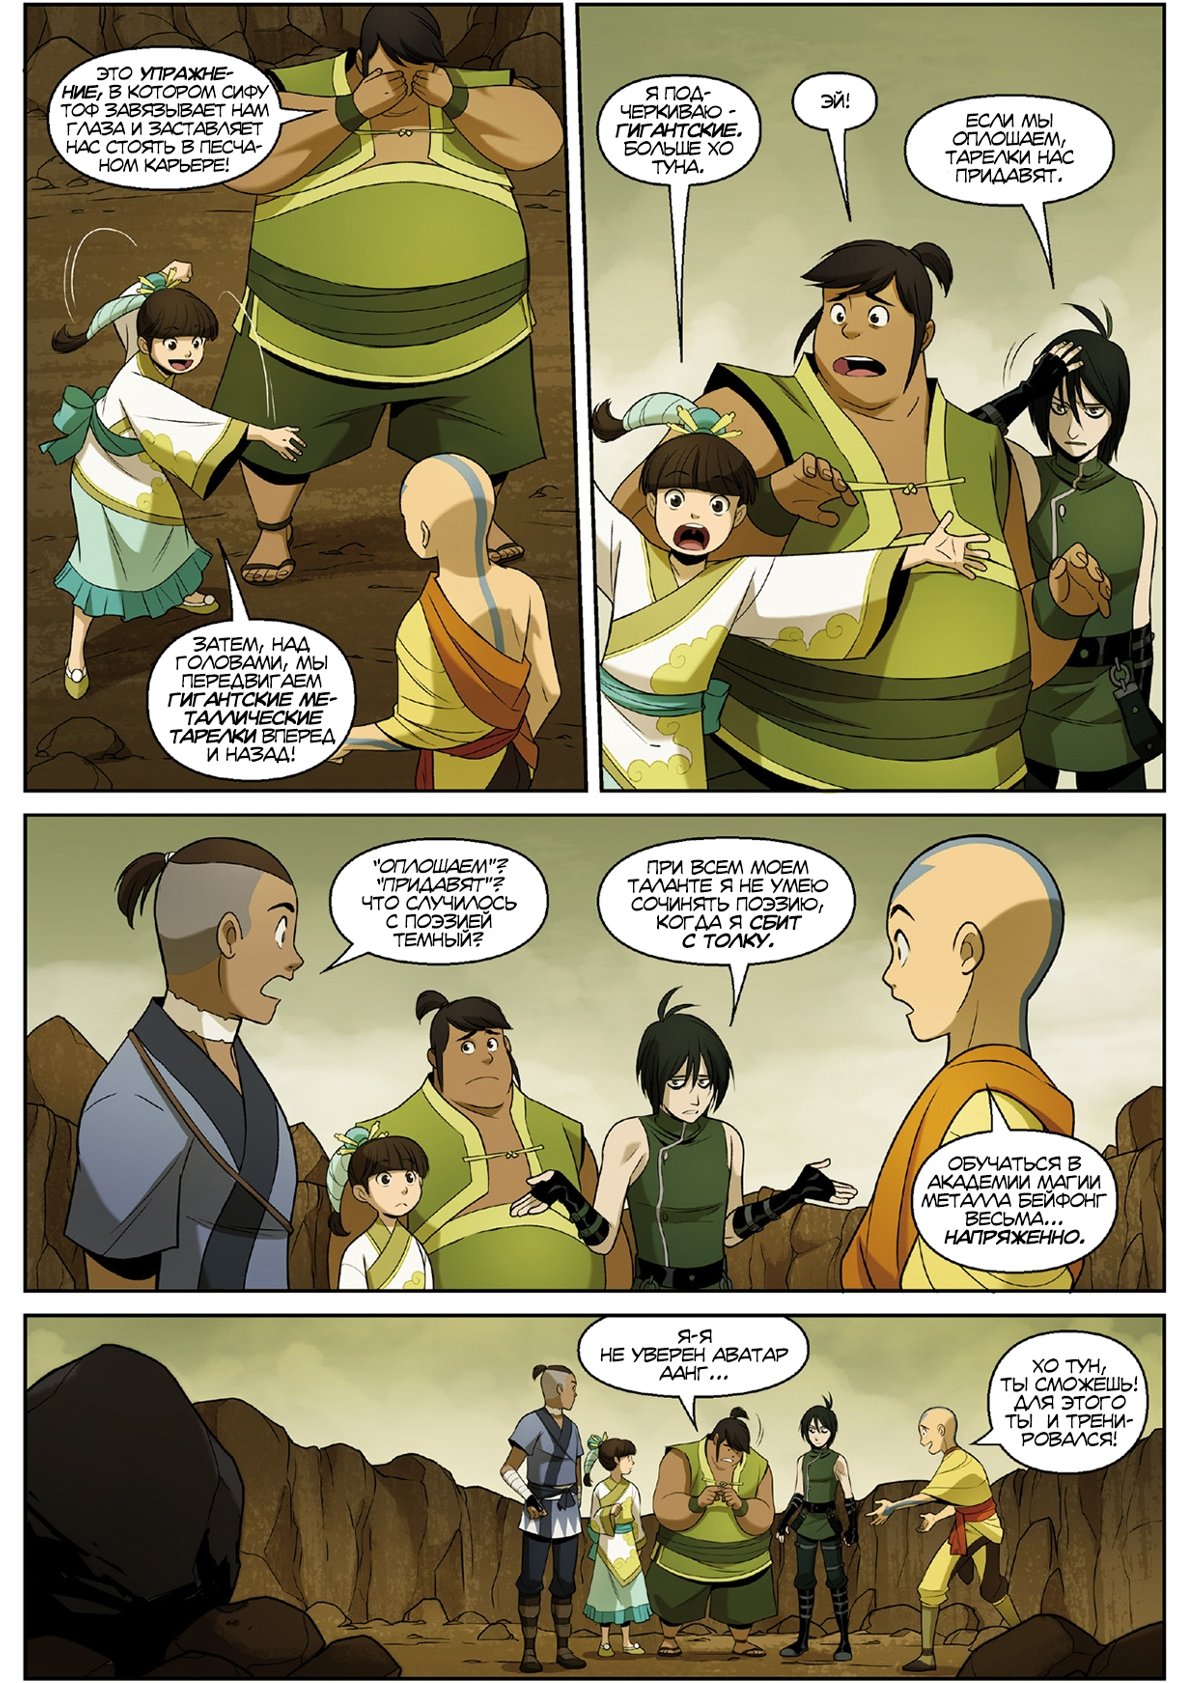 ЭТО УПРАЖНЕ-
НИЕ, В КОТОРОМ СИФУ
ТОФ ЗАВЯЗЫВАЕТ НАМ
ГЛАЗА И ЗАСТАВЛЯЕТ
НАС СТОЯТЬ В ПЕСЧА-
НОМ КАРЬЕРЕ!
ЗАТЕМ, НАД
ГОЛОВАМИ, МЫ
ПЕРЕДВИГАЕМ
ГИГАНТСКИЕ МЕ-
ТАЛЛИЧЕСКИЕ
ТАРЕЛКИ ВПЕРЕД
И НАЗАД!
Я ПОД-
ЧЕРКИВАЮ -
ГИГАНТСКИЕ.
БОЛЬШЕ ХО
ТУНА.
ЭЙ!
ЕСЛИ МЫ
ОПЛОШАЕМ,
ТАРЕЛКИ НАС
ПРИДАВЯТ.
"ОПЛОШАЕМ"?
"ПРИДАВЯТ"?
ЧТО СЛУЧИЛОСЬ
С ПОЭЗИЕЙ
ТЕМНЫЙ?
ПРИ ВСЕМ МОЕМ
ТАЛАНТЕ Я НЕ УМЕЮ
СОЧИНЯТЬ ПОЭЗИЮ,
КОГДА Я СБИТ
С ТОЛКУ.
ОБУЧАТЬСЯ В
АКАДЕМИИ МАГИИ
МЕТАЛЛА БЕЙФОНГ
ВЕСЬМА...
НАПРЯЖЕННО.
Я-Я
НЕ УВЕРЕН АВАТАР
ААНГ...
ХО ТУН,
ТЫ СМОЖЕШЬ!
ДЛЯ ЭТОГО
ТЫ И ТРЕНИ-
РОВАЛСЯ!